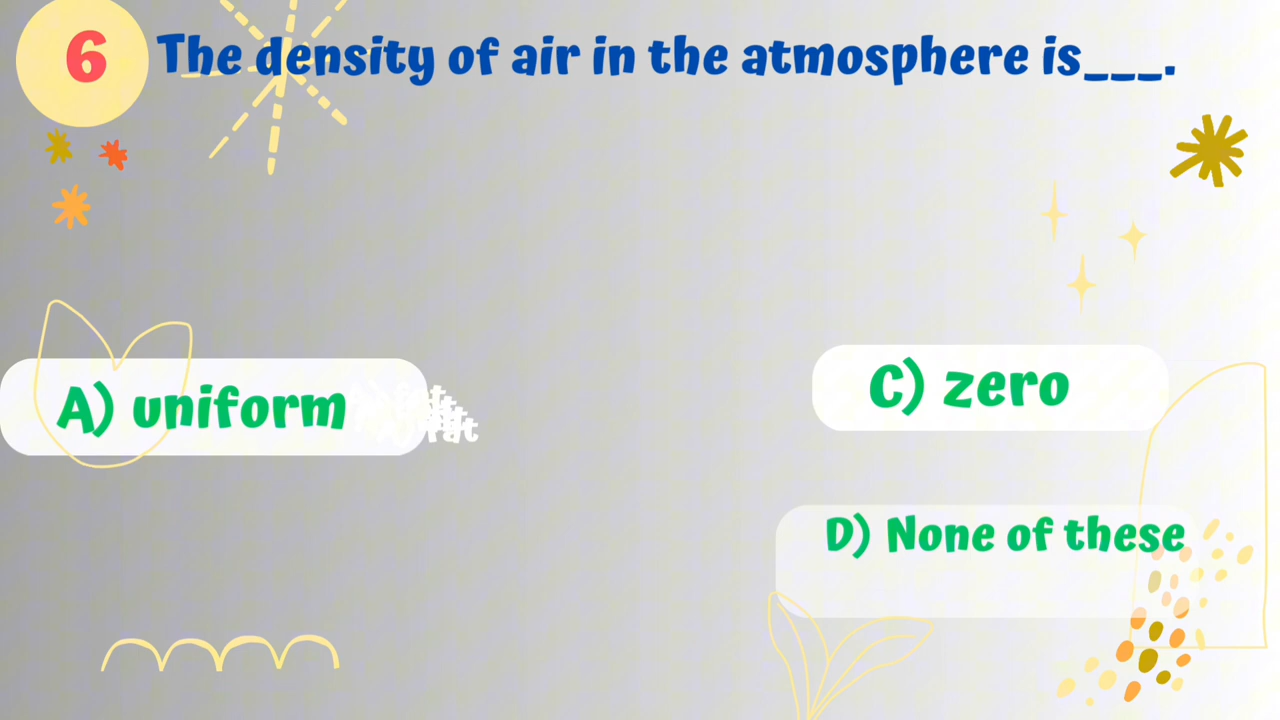 6
The density of air in the atmosphere is___.
A) uniform
C) zero
D) None of these